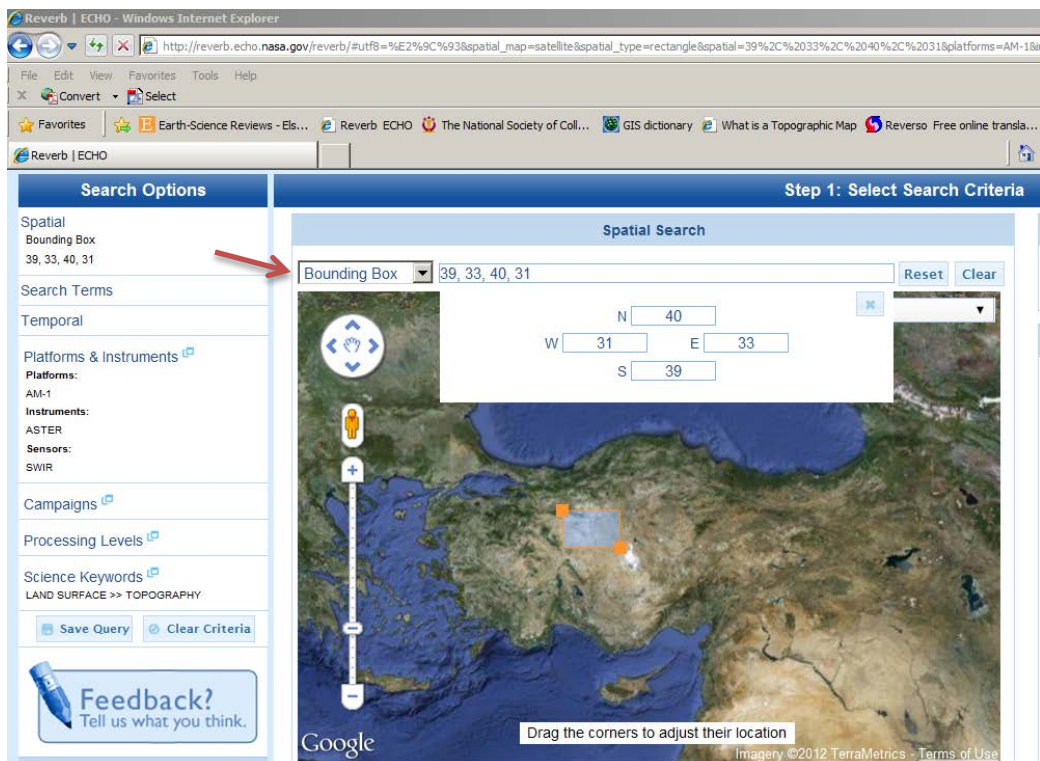 Reverb | ECHO - Windows Internet Explorer
http://reverb.echo.nasa.gov/reverb/#utf8=%E2%9C%93&spatial_map=satellite&spatial_type=rectangle&spatial=39%2C%2033%2C%2040%2C%2031&platforms=AM-1&i
File Edit View Favorites Tools Help
Convert Select
Favorites Earth-Science Reviews - Els... Reverb ECHO The National Society of Coll... GIS dictionary What is a Topographic Map Reverso Free online transla...
Reverb | ECHO
Search Options
Step 1: Select Search Criteria
Spatial
Bounding Box
39, 33, 40, 31
Search Terms
Temporal
Platforms & Instruments
Platforms:
AM-1
Instruments:
ASTER
Sensors:
SWIR
Campaigns
Processing Levels
Science Keywords
LAND SURFACE >> TOPOGRAPHY
Save Query Clear Criteria
Feedback?
Tell us what you think.
Spatial Search
Bounding Box 39, 33, 40, 31 Reset Clear
N 40
W 31 E 33
S 39
Drag the corners to adjust their location
Google
Imagery ©2012 TerraMetrics - Terms of Use